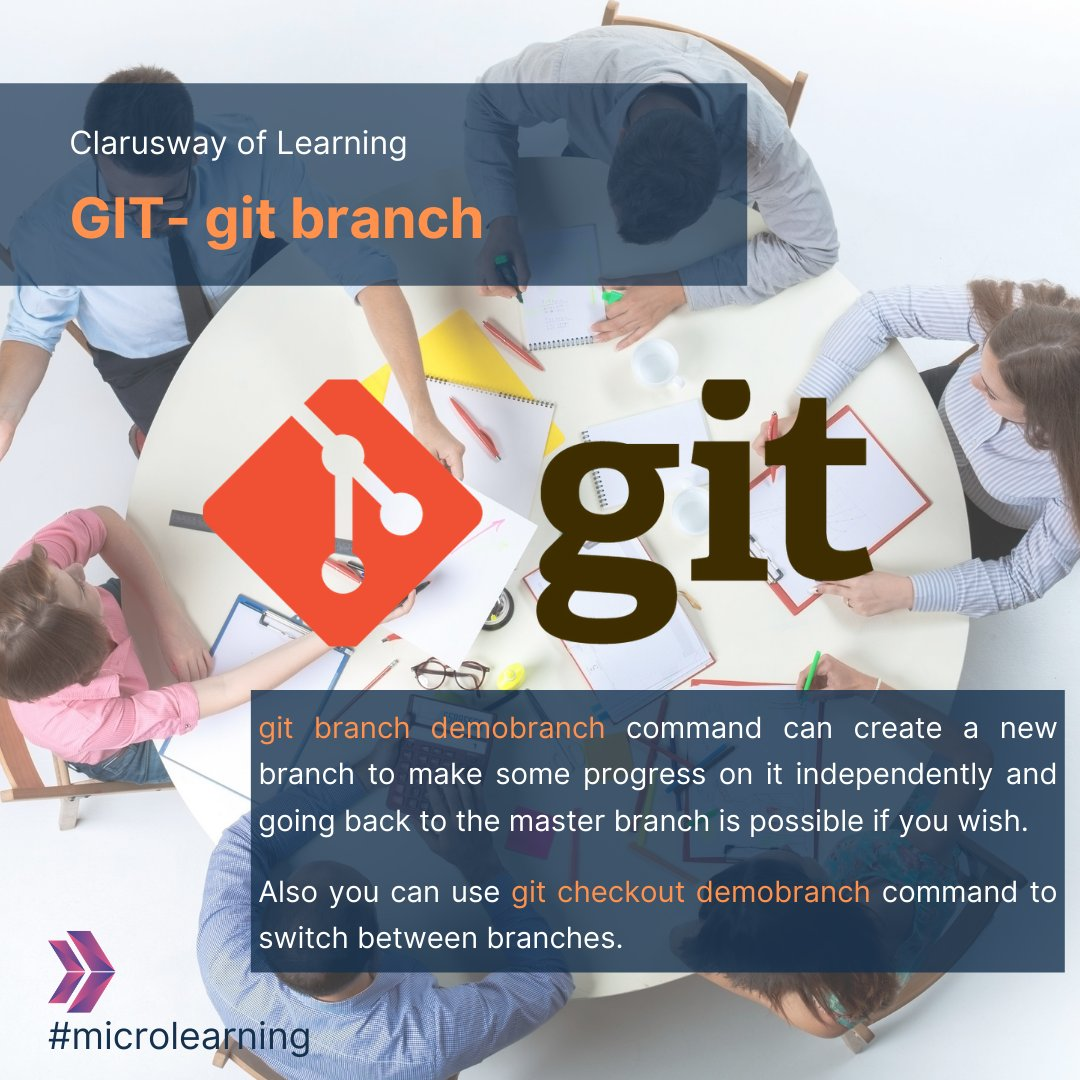 Clarusway of Learning
GIT- git branch
git
git branch demobranch command can create a new
branch to make some progress on it independently and
going back to the master branch is possible if you wish.
Also you can use git checkout demobranch command to
switch between branches.
#microlearning